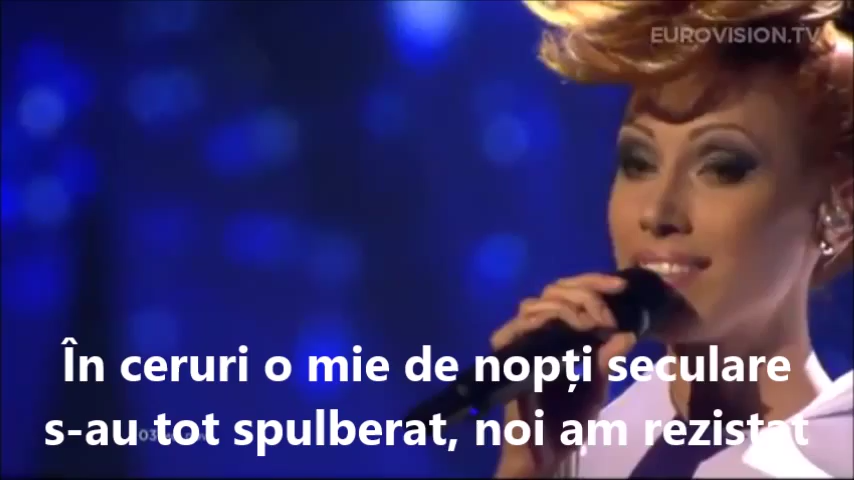 EUROVISION.TV
În ceruri o mie de nopți seculare
s-au tot spulberat, noi am rezistat